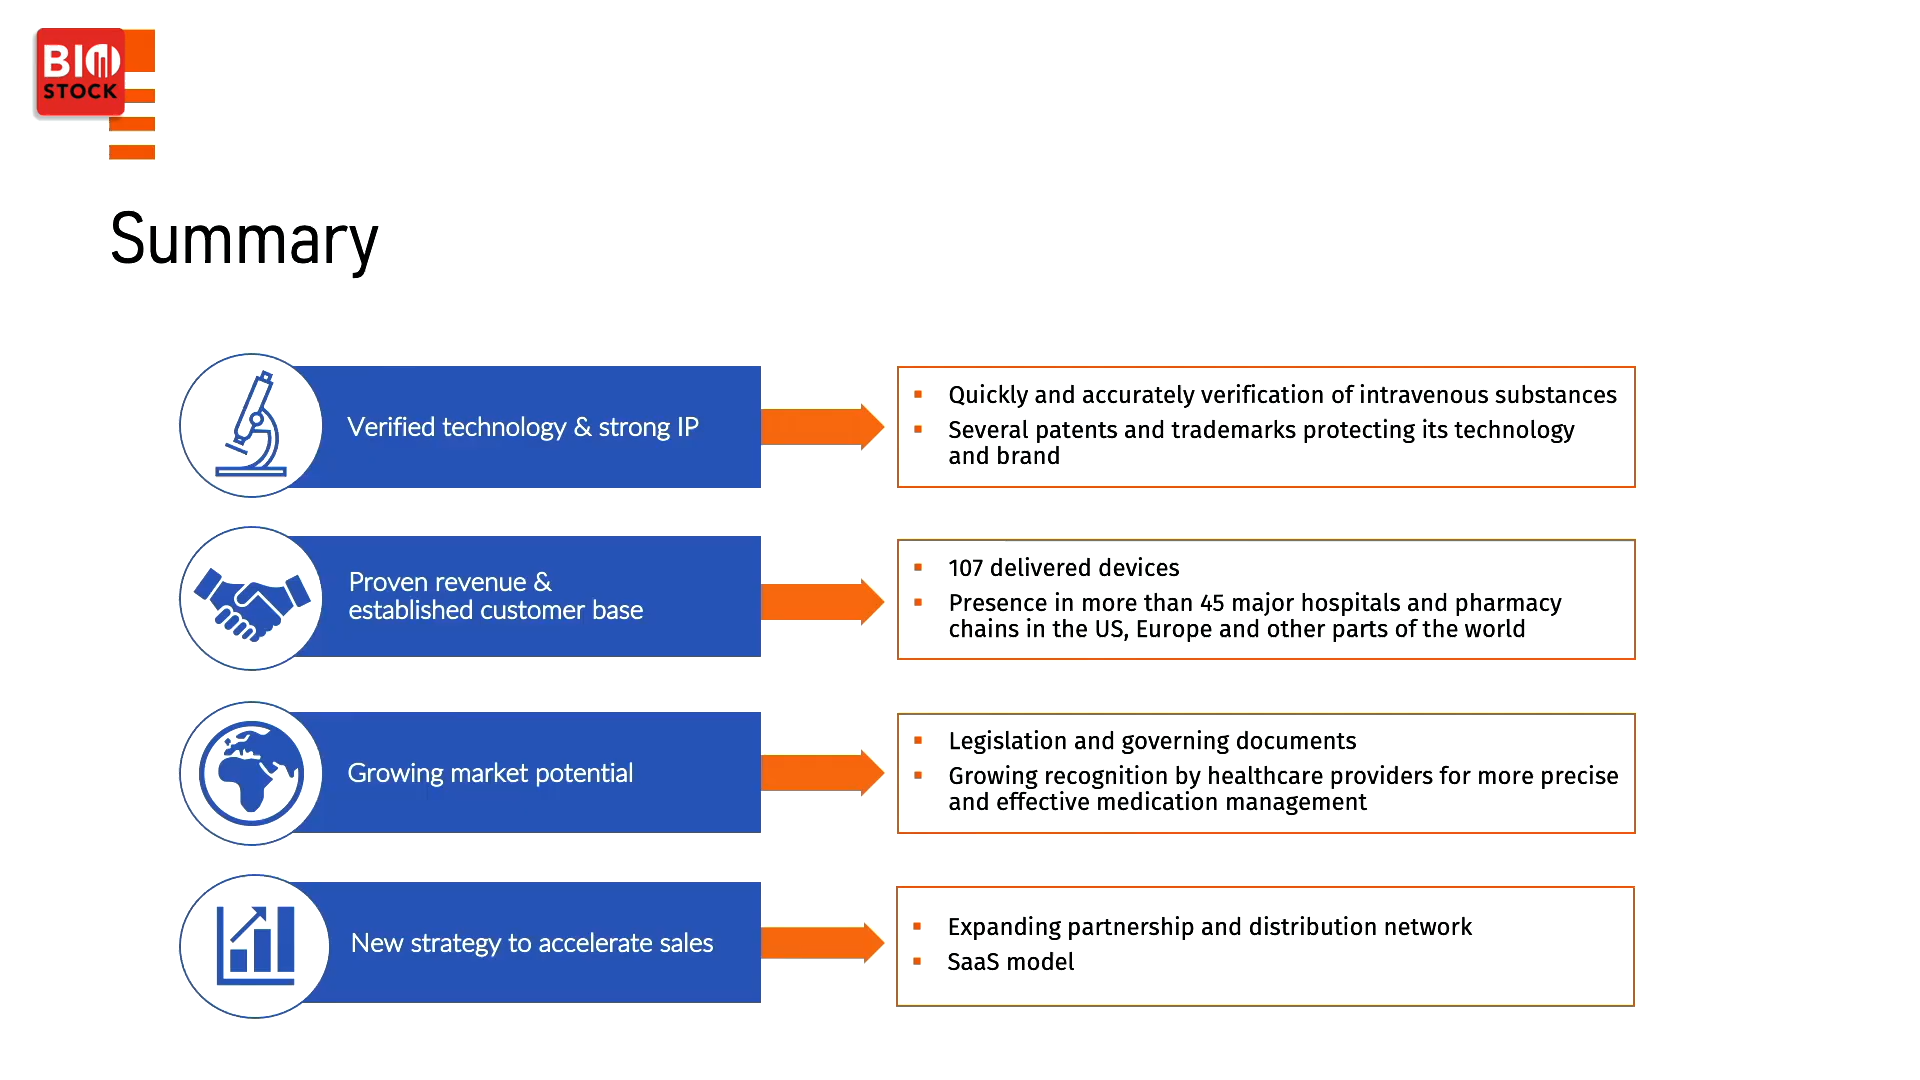 BIO
STOCK
Summary
Verified technology & strong IP
▪ Quickly and accurately verification of intravenous substances
▪ Several patents and trademarks protecting its technology
and brand
Proven revenue &
established customer base
▪ 107 delivered devices
▪ Presence in more than 45 major hospitals and pharmacy
chains in the US, Europe and other parts of the world
Growing market potential
▪ Legislation and governing documents
▪ Growing recognition by healthcare providers for more precise
and effective medication management
New strategy to accelerate sales
▪ Expanding partnership and distribution network
▪ SaaS model